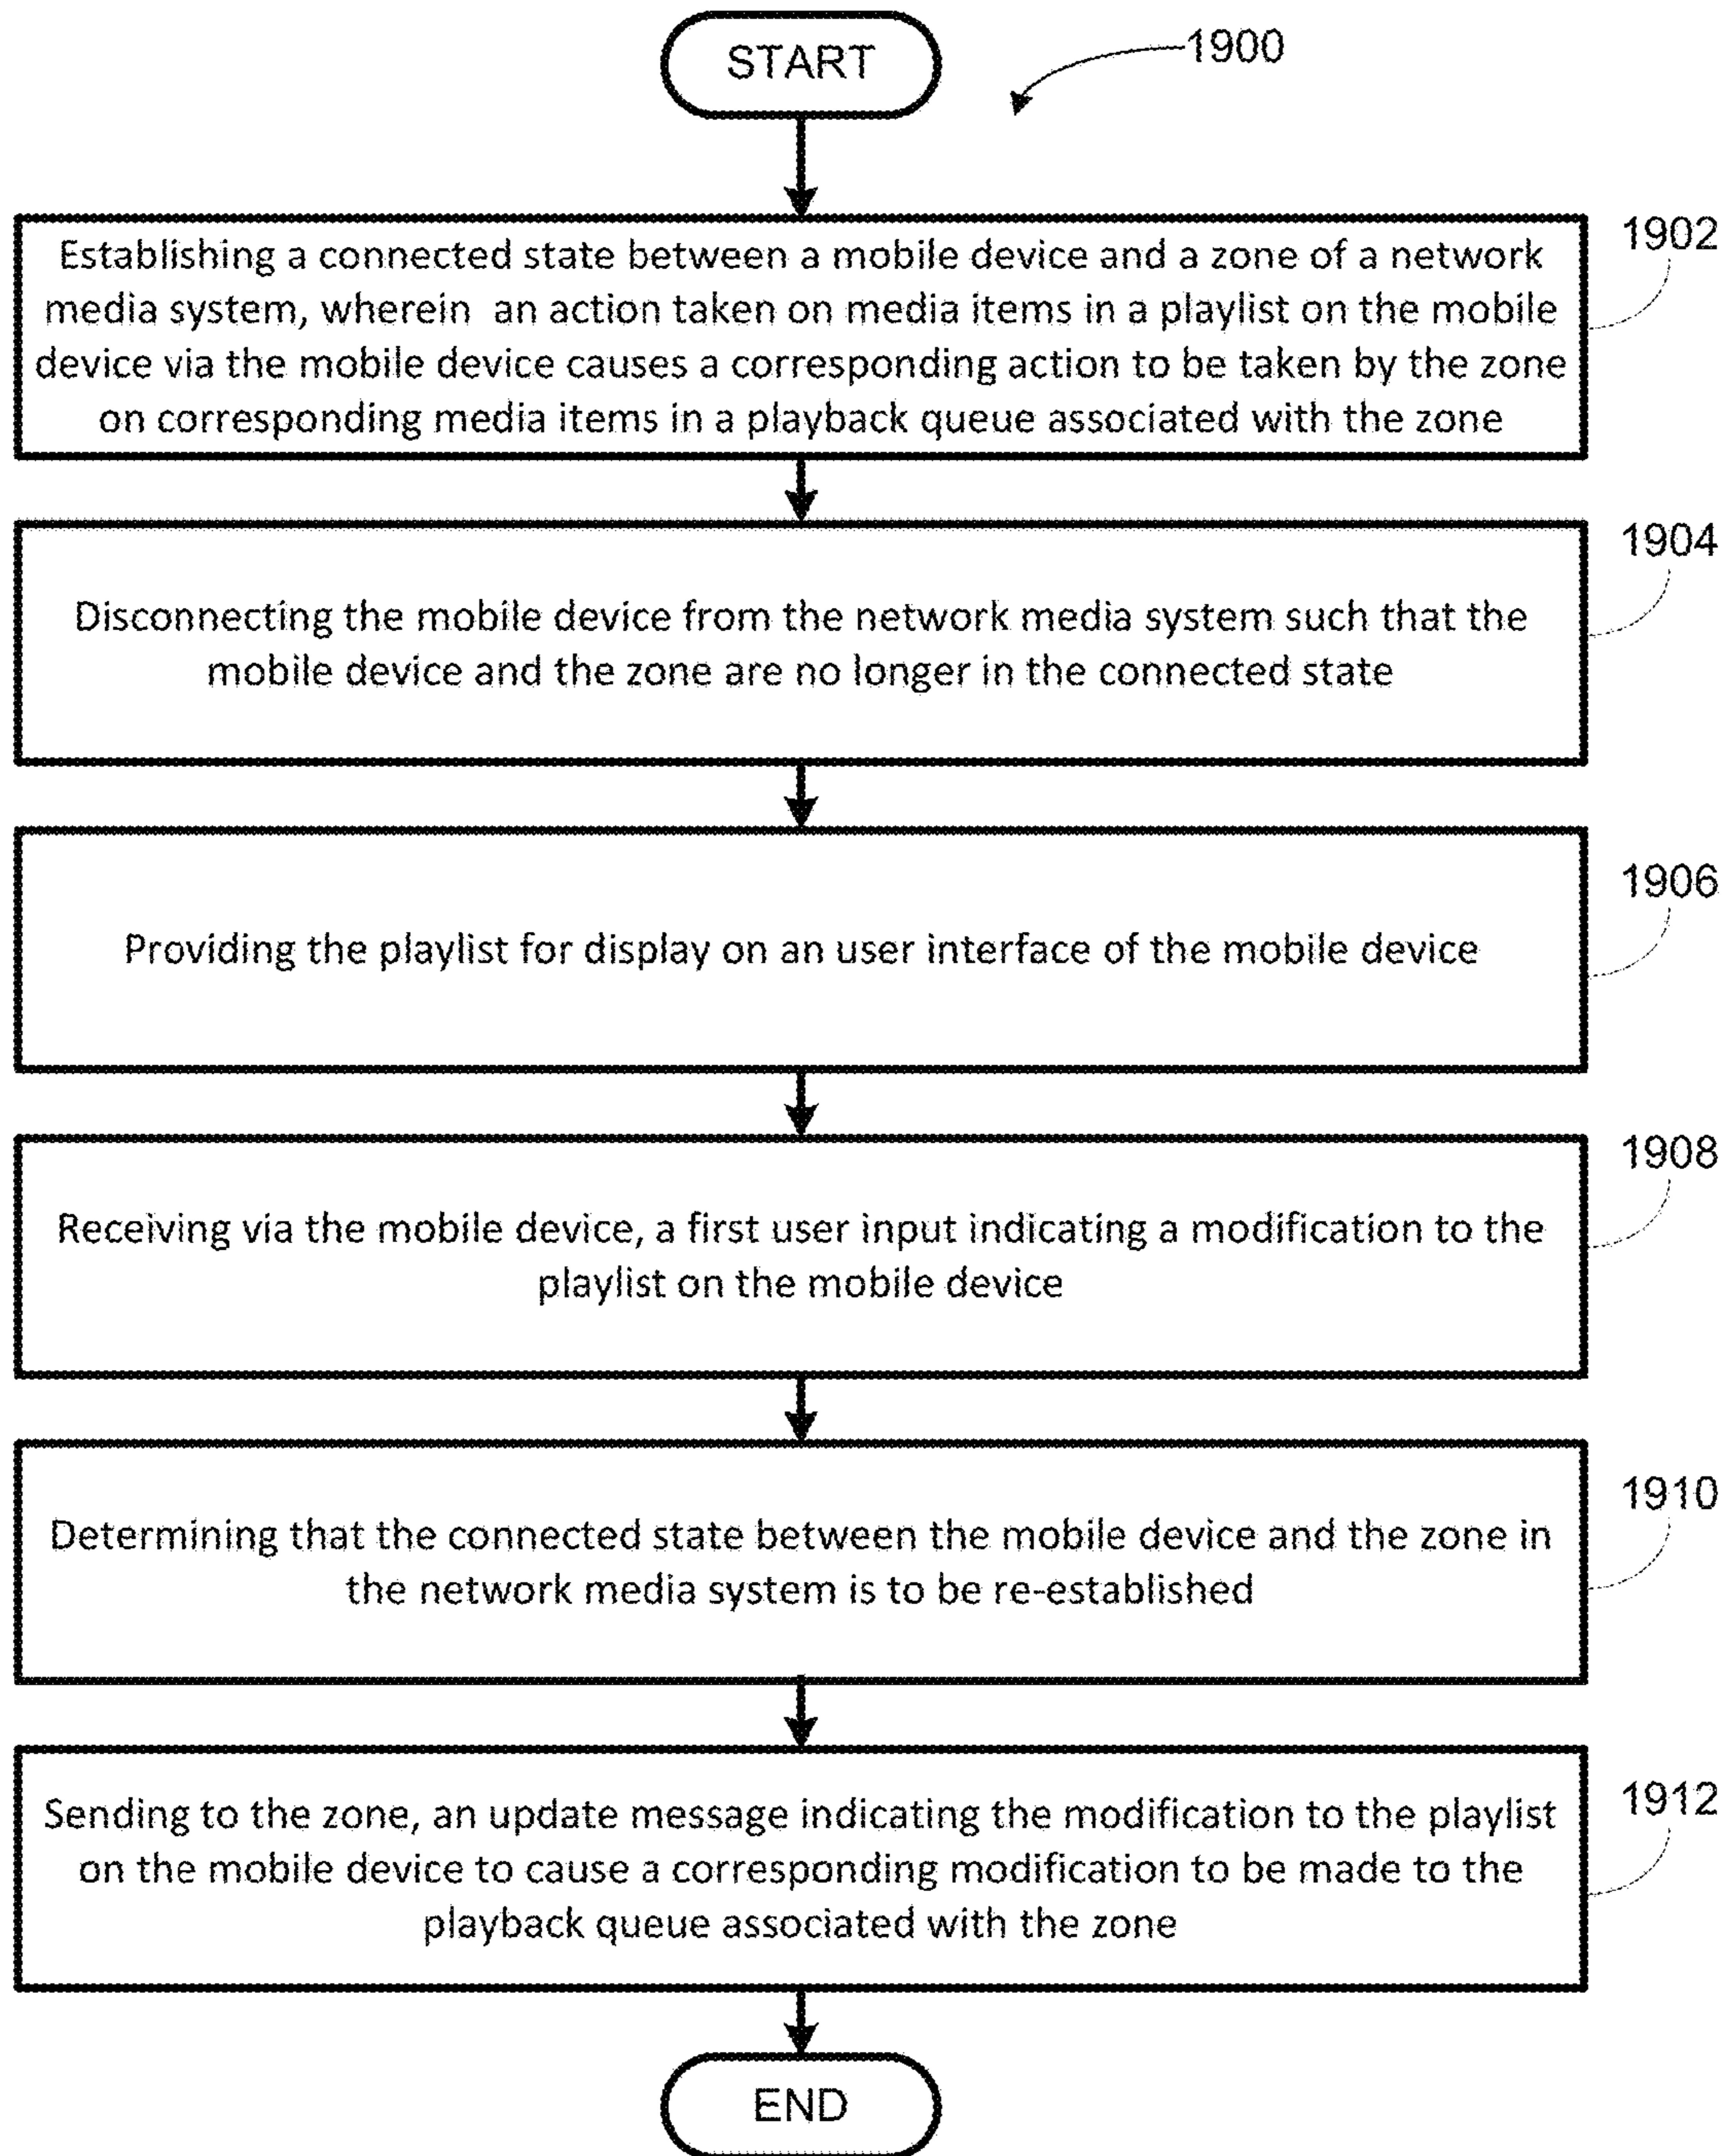 START
1900
Establishing a connected state between a mobile device and a zone of a network
media system, wherein an action taken on media items in a playlist on the mobile
device via the mobile device causes a corresponding action to be taken by the zone
on corresponding media items in a playback queue associated with the zone
1902
Disconnecting the mobile device from the network media system such that the
mobile device and the zone are no longer in the connected state
1904
Providing the playlist for display on an user interface of the mobile device
1906
Receiving via the mobile device, a first user input indicating a modification to the
playlist on the mobile device
1908
Determining that the connected state between the mobile device and the zone in
the network media system is to be re-established
1910
Sending to the zone, an update message indicating the modification to the playlist
on the mobile device to cause a corresponding modification to be made to the
playback queue associated with the zone
1912
END